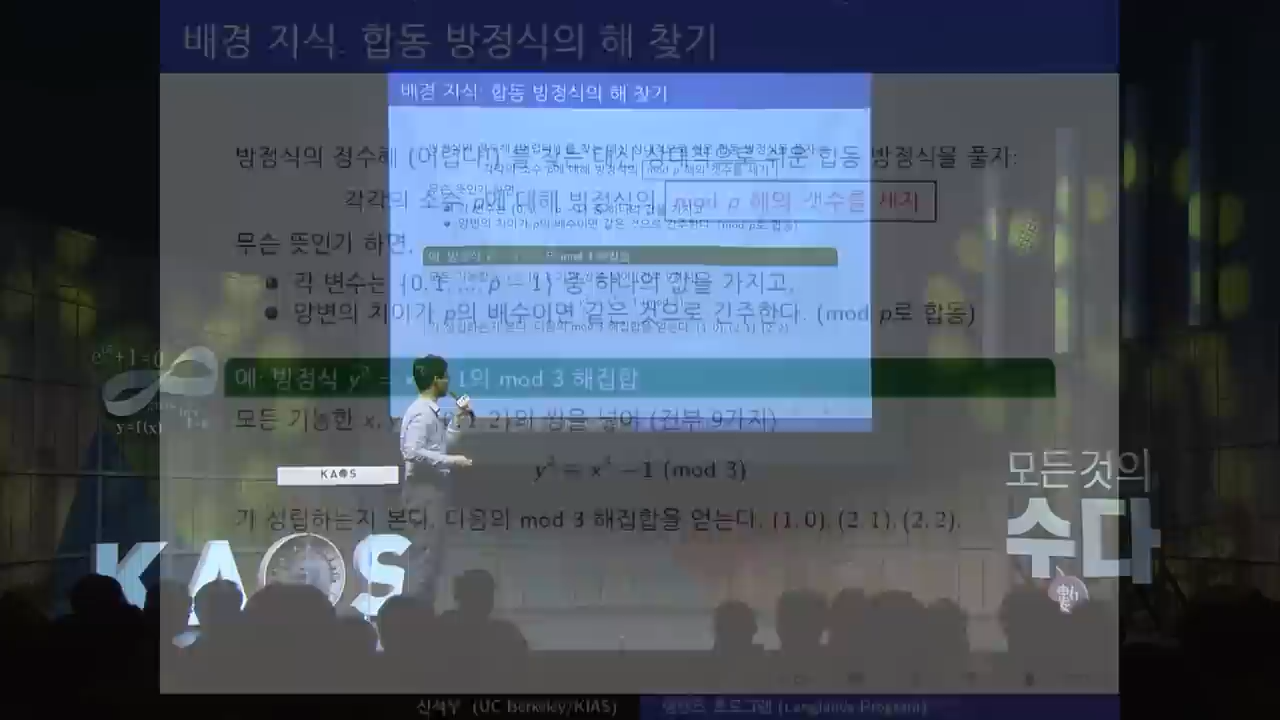 배경 지식: 합동 방정식의 해 찾기
배경 지식: 합동 방정식의 해 찾기
방정식의 정수해 (어렵다!) 를 찾는 대신 상대적으로 쉬운 합동 방정식을 풀자:
각각의 소수 p에 대해 방정식의 mod p 해의 갯수를 세자
무슨 뜻인가 하면,
각 변수는 {0, 1, ..., p − 1} 중 하나의 값을 가지고,
양변의 차이가 p의 배수이면 같은 것으로 간주한다. (mod p로 합동)
예: 방정식 y² = 1의 mod 3 해집합
모든 가능한 x, 1, 2}의 쌍을 넣어 (전부 9가지)
y² ≡ x³ − 1 (mod 3)
가 성립하는지 본다. 다음의 mod 3 해집합을 얻는다. (1, 0), (2, 1), (2, 2).
KAOS
KAOS
y=f(x)
모든것의
수다
數
신석우 (UC Berkeley/KIAS)
랭랜즈 프로그램 (Langlands Program)